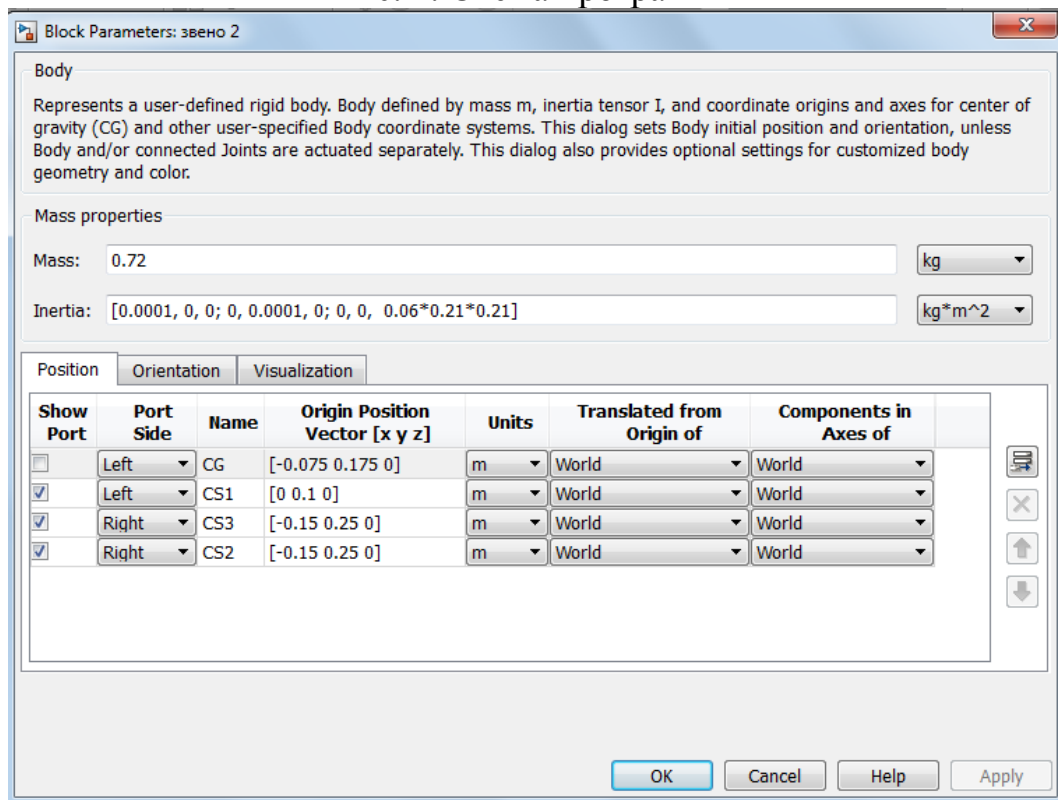 Block Parameters: звено 2
Body
Represents a user-defined rigid body. Body defined by mass m, inertia tensor I, and coordinate origins and axes for center of
gravity (CG) and other user-specified Body coordinate systems. This dialog sets Body initial position and orientation, unless
Body and/or connected Joints are actuated separately. This dialog also provides optional settings for customized body
geometry and color.
Mass properties
Mass: 0.72 kg
Inertia: [0.0001, 0, 0; 0, 0.0001, 0; 0, 0, 0.06*0.21*0.21] kg*m^2
Position Orientation Visualization
Show Port Port Side Name Origin Position Vector [x y z] Units Translated from Origin of Components in Axes of
Left CG [-0.075 0.175 0] m World World
Left CS1 [0 0.1 0] m World World
Right CS3 [-0.15 0.25 0] m World World
Right CS2 [-0.15 0.25 0] m World World
OK Cancel Help Apply